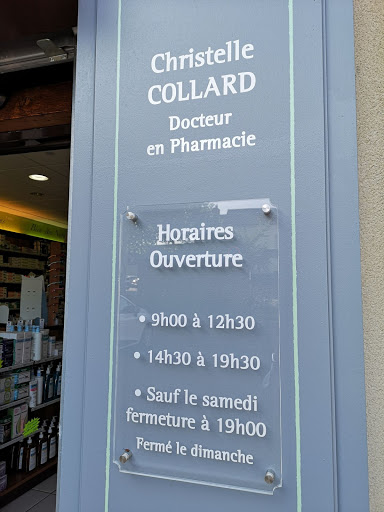 Christelle
COLLARD
Docteur
en Pharmacie
Horaires
Ouverture
• 9h00 à 12h30
• 14h30 à 19h30
• Sauf le samedi
fermeture à 19h00
Fermé le dimanche